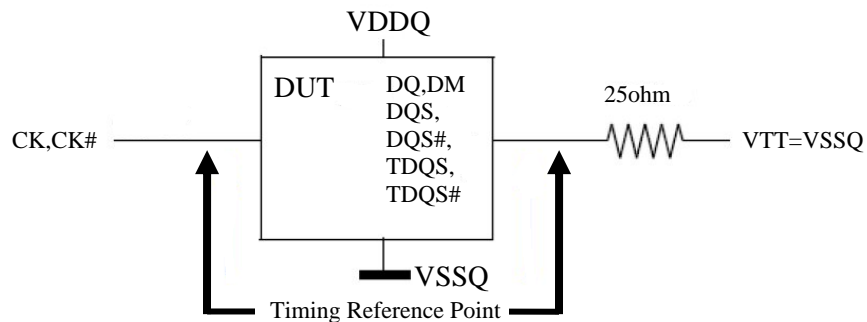 VDDQ
DUT
DQ,DM
DQS,
DQS#,
TDQS,
TDQS#
25ohm
CK,CK#
VTT=VSSQ
VSSQ
Timing Reference Point